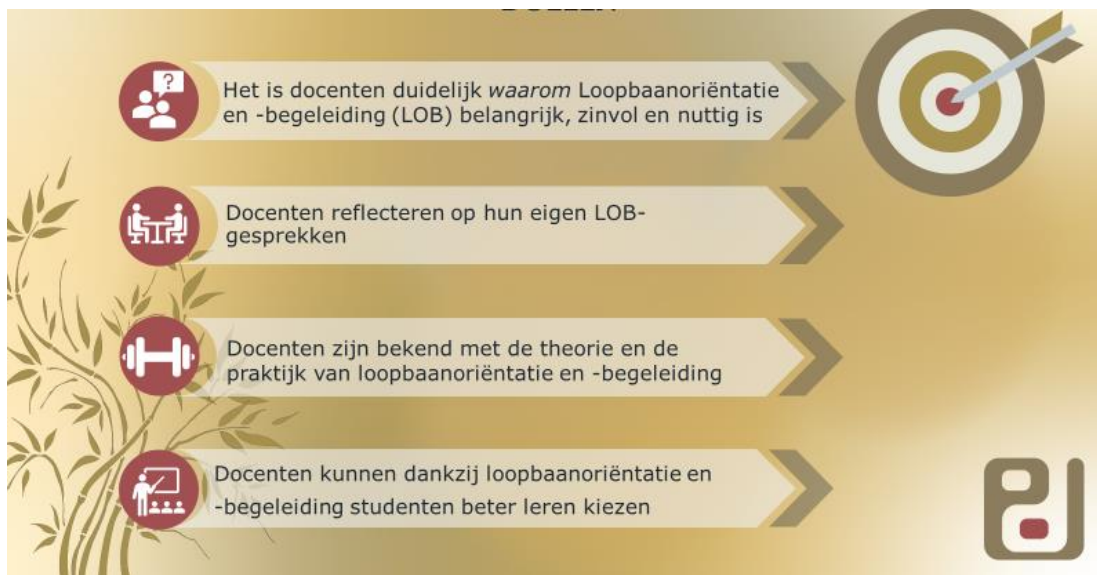 Het is docenten duidelijk waarom Loopbaanoriëntatie
en -begeleiding (LOB) belangrijk, zinvol en nuttig is
Docenten reflecteren op hun eigen LOB-
gesprekken
Docenten zijn bekend met de theorie en de
praktijk van loopbaanoriëntatie en -begeleiding
Docenten kunnen dankzij loopbaanoriëntatie en
-begeleiding studenten beter leren kiezen